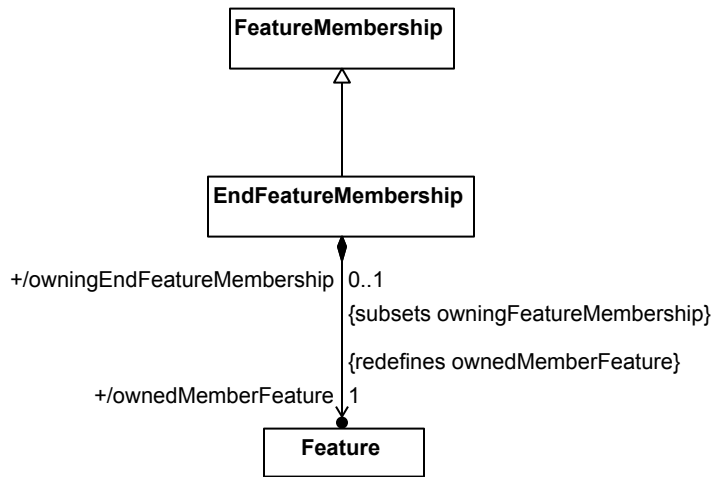 FeatureMembership
EndFeatureMembership
+/owningEndFeatureMembership 0..1
{subsets owningFeatureMembership}
{redefines ownedMemberFeature}
+/ownedMemberFeature 1
Feature